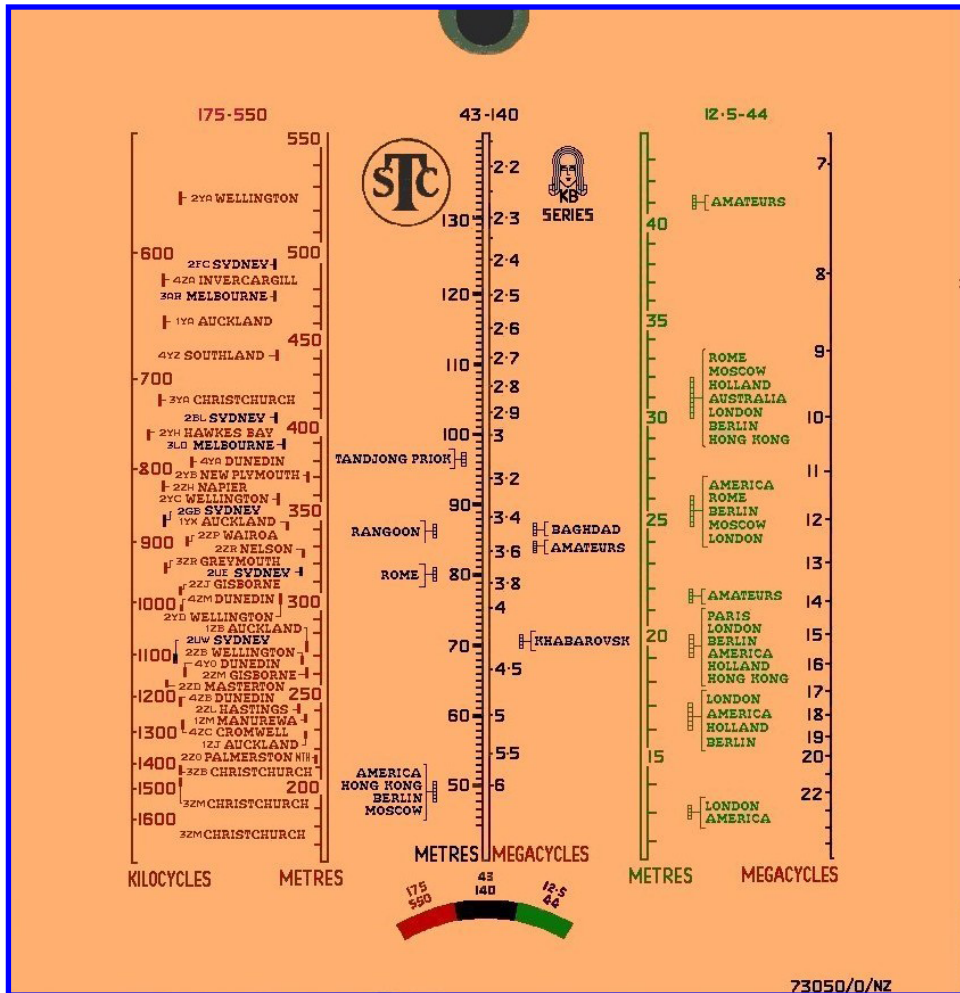 175-550
550
2YA WELLINGTON
600
500
2FC SYDNEY
4ZA INVERCARGILL
3AR MELBOURNE
1YA AUCKLAND
450
4YZ SOUTHLAND
700
3YA CHRISTCHURCH
2BL SYDNEY
400
2YH HAWKES BAY
3LO MELBOURNE
4YA DUNEDIN
800
2YB NEW PLYMOUTH
2ZH NAPIER
2YC WELLINGTON
2GB SYDNEY
350
1YX AUCKLAND
2ZP WAIROA
900
2ZR NELSON
3ZR GREYMOUTH
2UE SYDNEY
2ZJ GISBORNE
1000
4ZM DUNEDIN
300
2YD WELLINGTON
1ZB AUCKLAND
2UW SYDNEY
2ZB WELLINGTON
1100
4YO DUNEDIN
2ZM GISBORNE
2ZD MASTERTON
1200
4ZB DUNEDIN
250
2ZL HASTINGS
1ZM MANUREWA
1300
4ZC CROMWELL
1ZJ AUCKLAND
2ZO PALMERSTON NTH
1400
3ZB CHRISTCHURCH
1500
200
3ZM CHRISTCHURCH
1600
3ZM CHRISTCHURCH
KILOCYCLES METRES
43-140
STC
KB
SERIES
2·2
130
2·3
2·4
120
2·5
2·6
110
2·7
2·8
2·9
100
3
TANDJONG PRIOK
3·2
90
3·4
RANGOON
BAGHDAD
3·6
AMATEURS
ROME
80
3·8
4
70
KHABAROVSK
4·5
60
5
5·5
AMERICA
HONG KONG
BERLIN
MOSCOW
50
6
METRES MEGACYCLES
12·5-44
7
AMATEURS
40
8
35
9
ROME
MOSCOW
HOLLAND
AUSTRALIA
LONDON
BERLIN
HONG KONG
30
10
11
AMERICA
ROME
BERLIN
MOSCOW
LONDON
25
12
13
AMATEURS
14
PARIS
LONDON
BERLIN
AMERICA
HOLLAND
HONG KONG
20
15
16
17
LONDON
AMERICA
HOLLAND
BERLIN
18
19
15
20
22
LONDON
AMERICA
METRES MEGACYCLES
175
550
43
140
12·5
44
73050/0/NZ